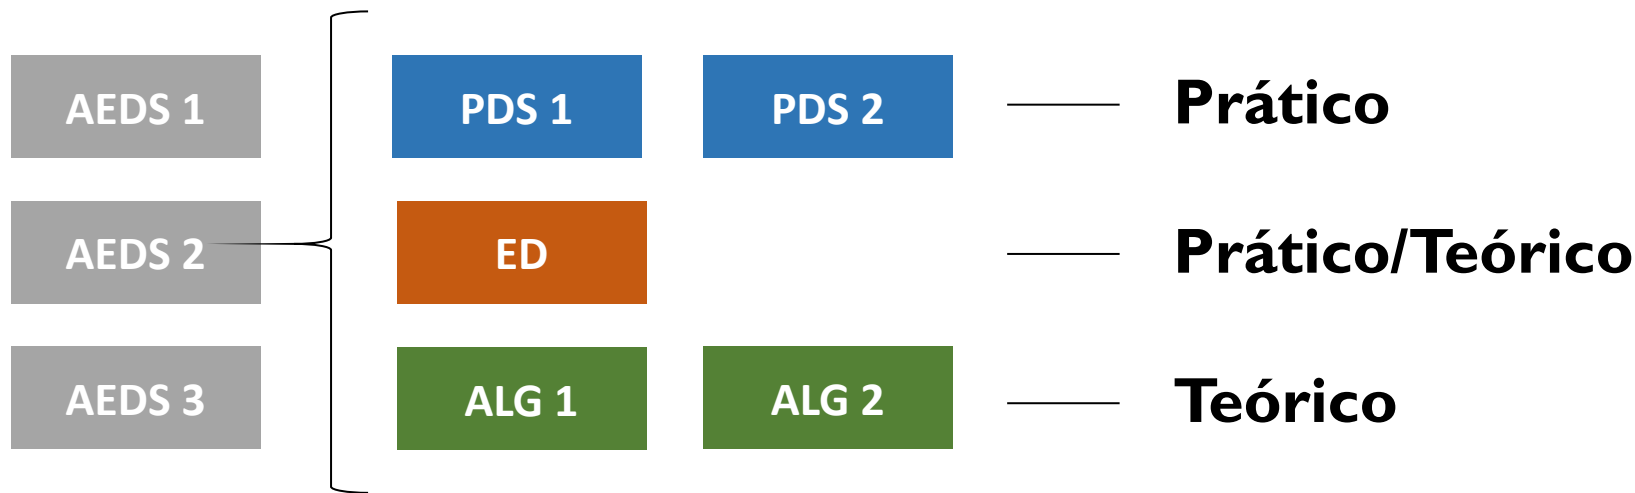 AEDS 1 PDS 1 PDS 2 Prático
AEDS 2 ED Prático/Teórico
AEDS 3 ALG 1 ALG 2 Teórico